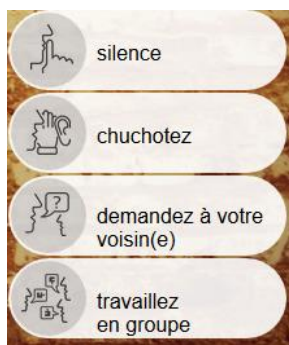 silence
chuchotez
?
demandez à votre
voisin(e)
travaillez
en groupe